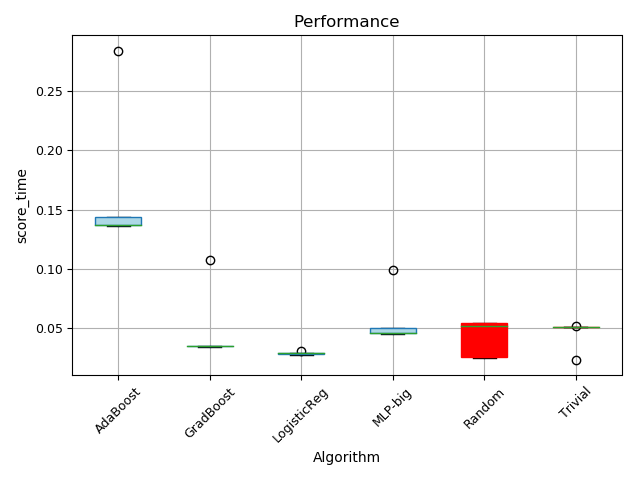 Performance
score_time
0.25
0.20
0.15
0.10
0.05
AdaBoost
GradBoost
LogisticReg
MLP-big
Random
Trivial
Algorithm